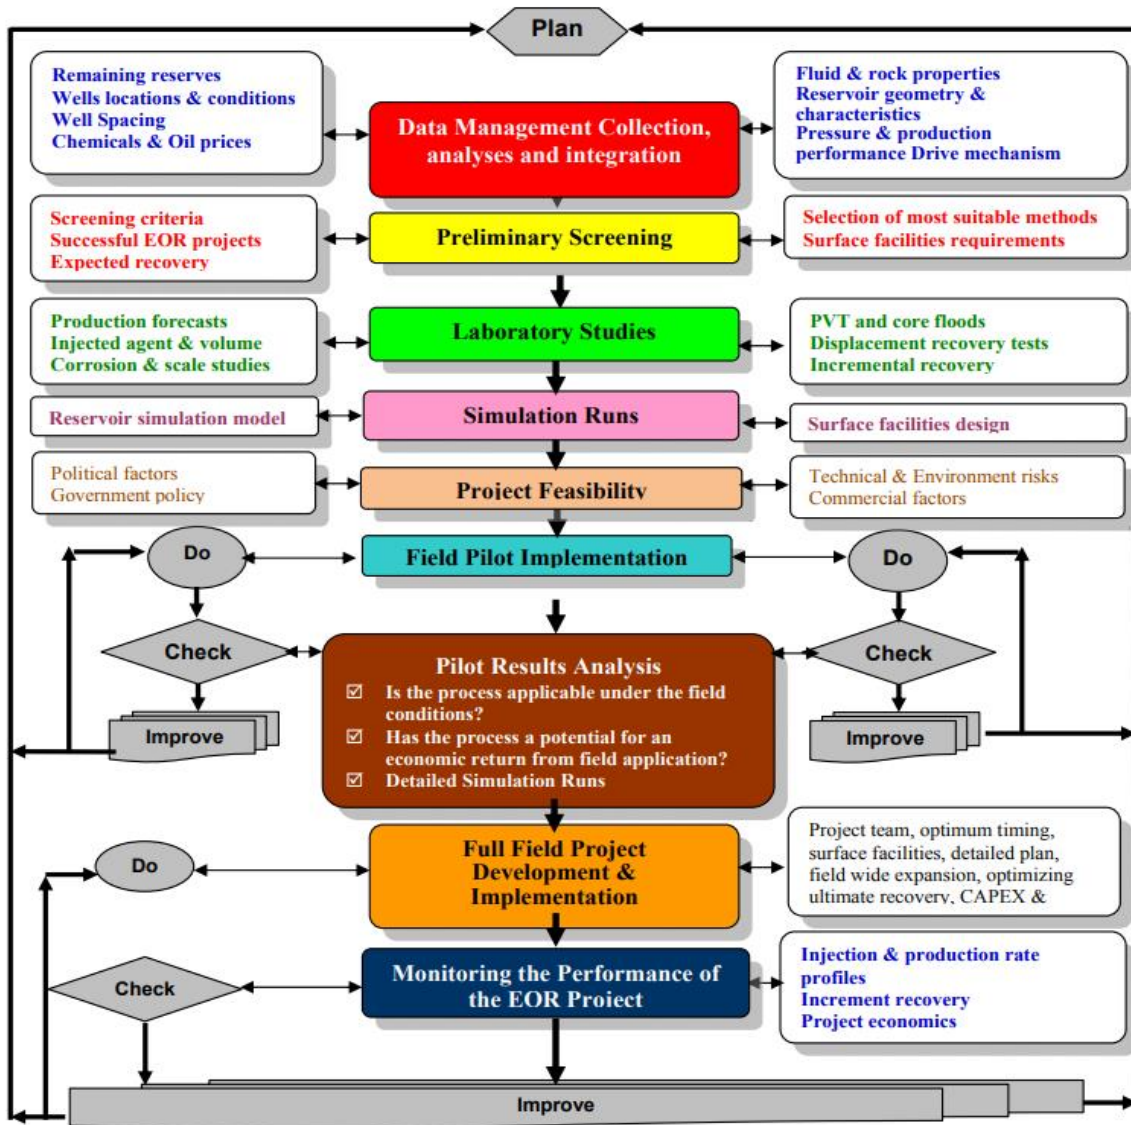 Plan
Remaining reserves
Wells locations & conditions
Well Spacing
Chemicals & Oil prices
Data Management Collection,
analyses and integration
Fluid & rock properties
Reservoir geometry &
characteristics
Pressure & production
performance Drive mechanism
Screening criteria
Successful EOR projects
Expected recovery
Preliminary Screening
Selection of most suitable methods
Surface facilities requirements
Production forecasts
Injected agent & volume
Corrosion & scale studies
Laboratory Studies
PVT and core floods
Displacement recovery tests
Incremental recovery
Reservoir simulation model
Simulation Runs
Surface facilities design
Political factors
Government policy
Project Feasibility
Technical & Environment risks
Commercial factors
Do
Field Pilot Implementation
Do
Check
Pilot Results Analysis
☑ Is the process applicable under the field
conditions?
☑ Has the process a potential for an
economic return from field application?
☑ Detailed Simulation Runs
Check
Improve
Improve
Do
Full Field Project
Development &
Implementation
Project team, optimum timing,
surface facilities, detailed plan,
field wide expansion, optimizing
ultimate recovery, CAPEX &
Check
Monitoring the Performance of
the EOR Project
Injection & production rate
profiles
Increment recovery
Project economics
Improve